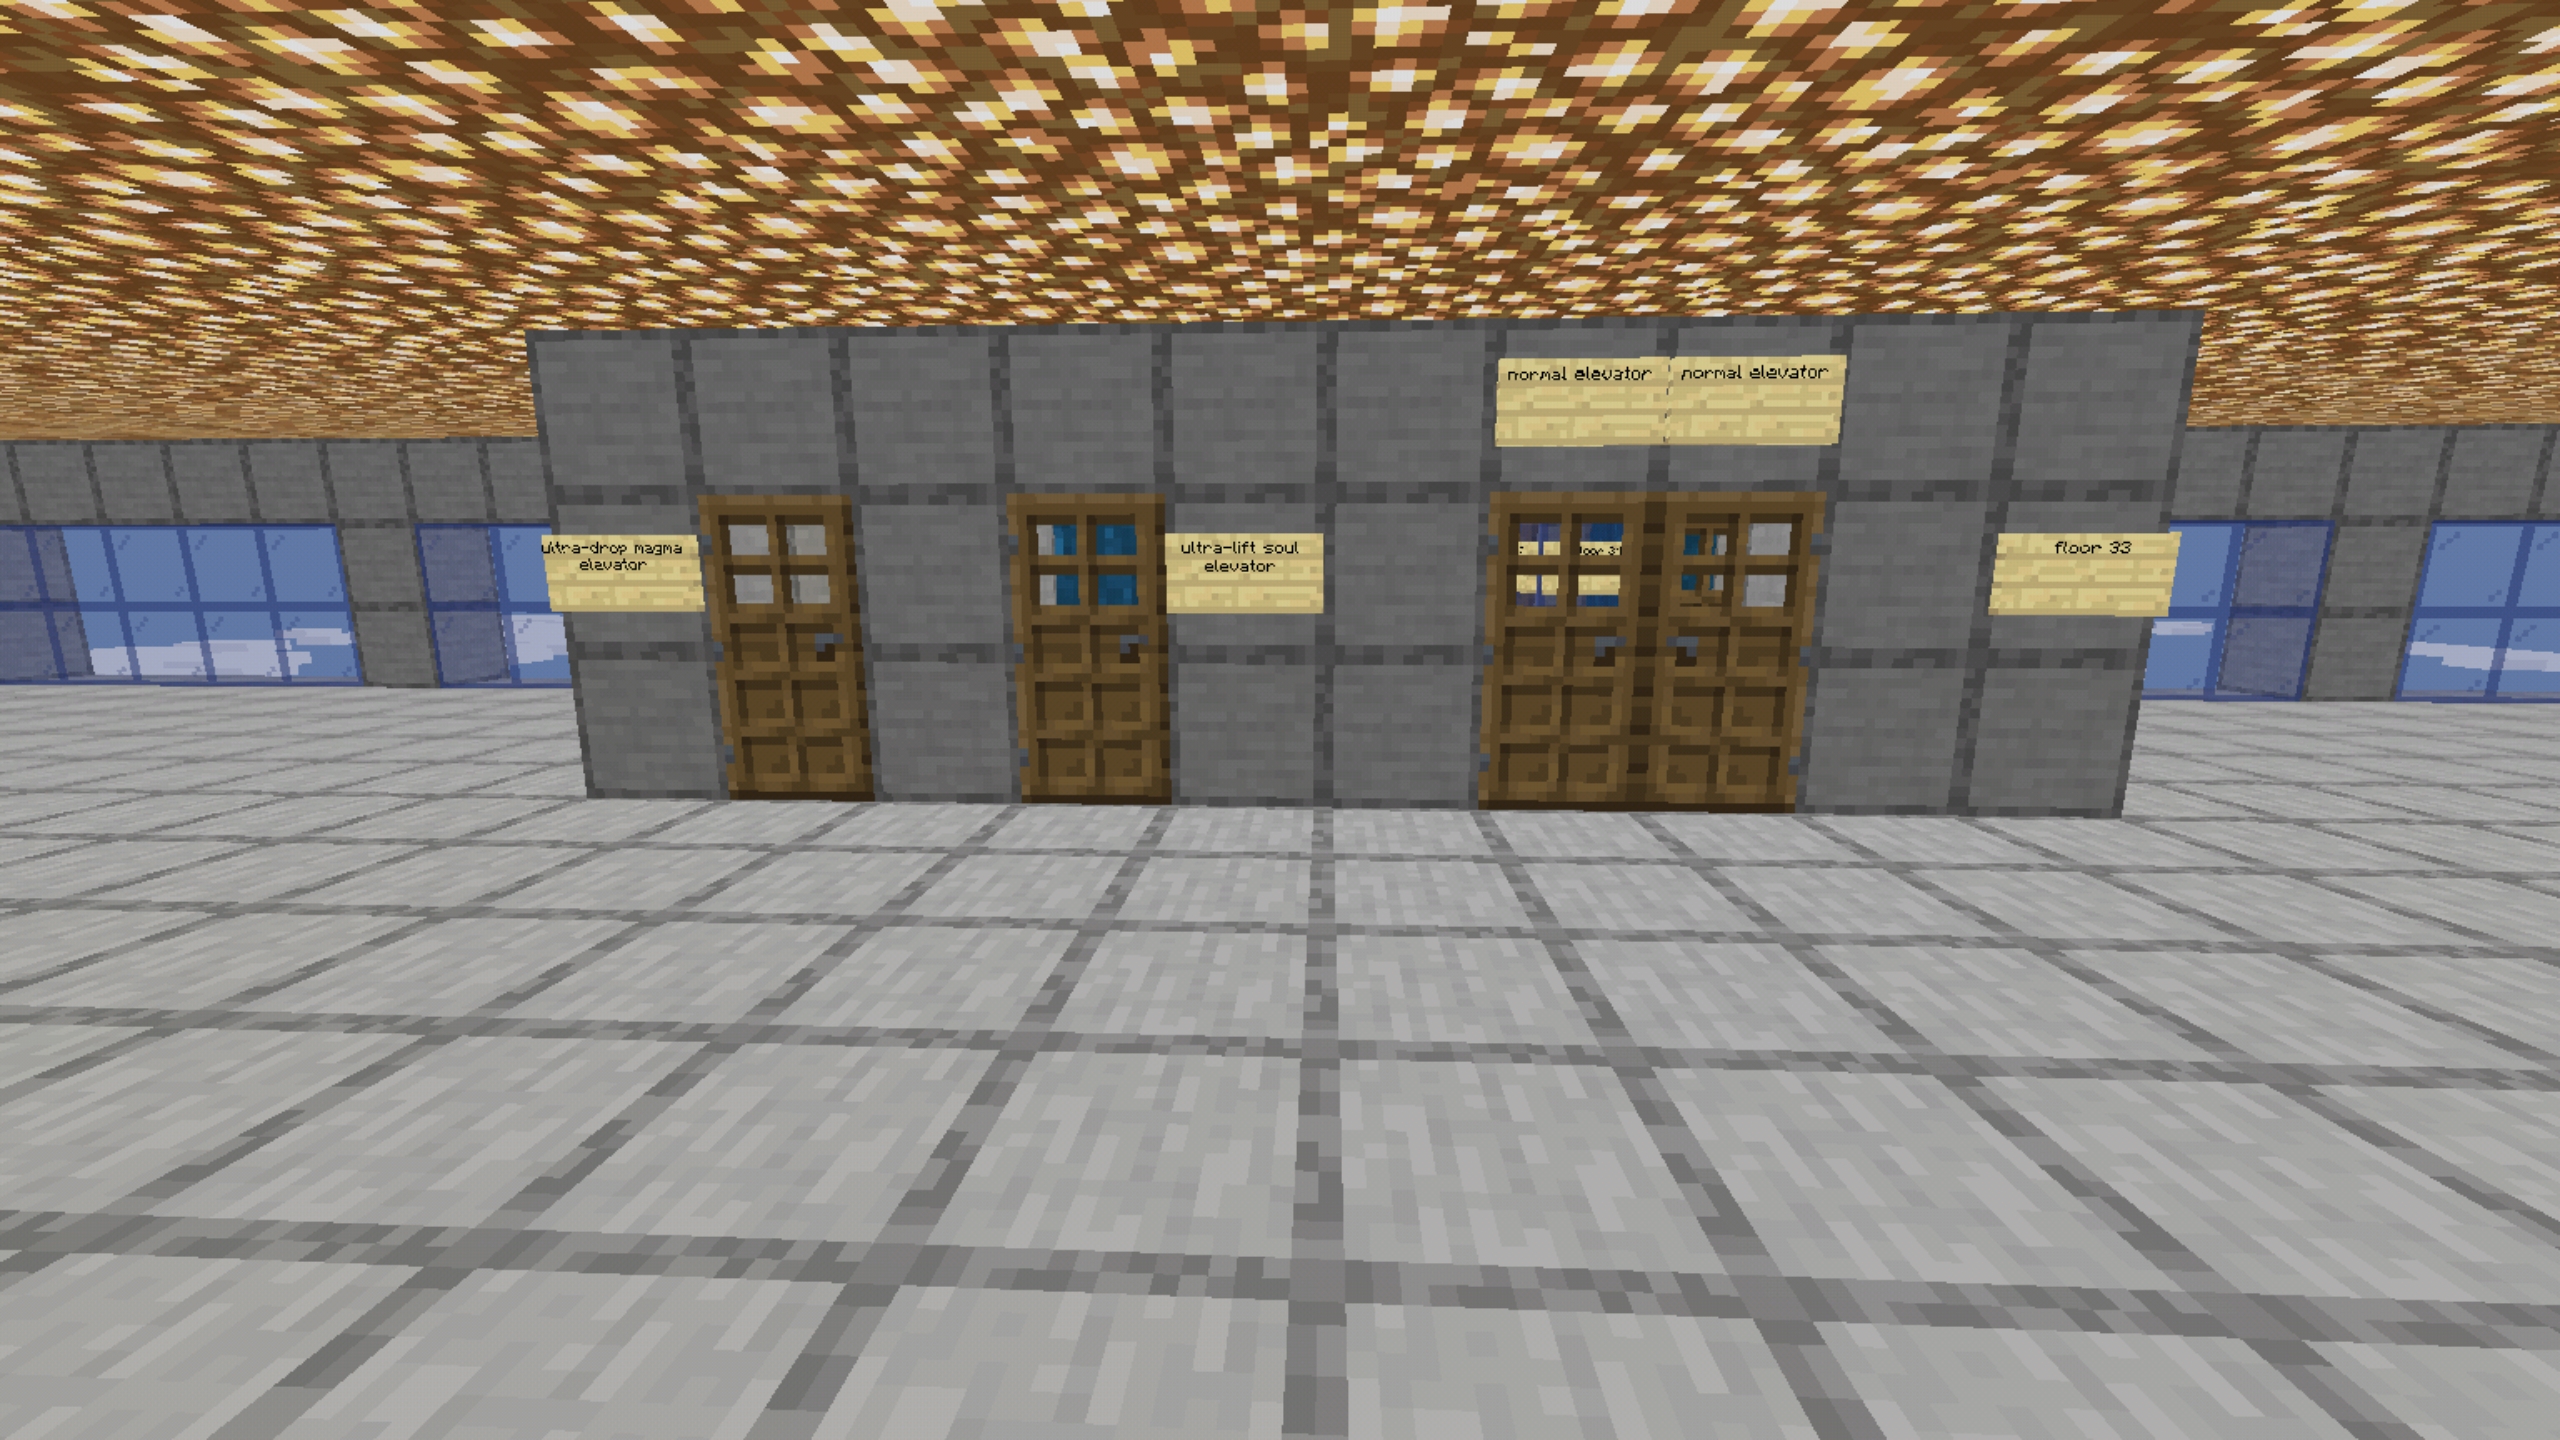 normal elevator
normal elevator
ultra-drop magma
elevator
ultra-lift soul
elevator
floor 33